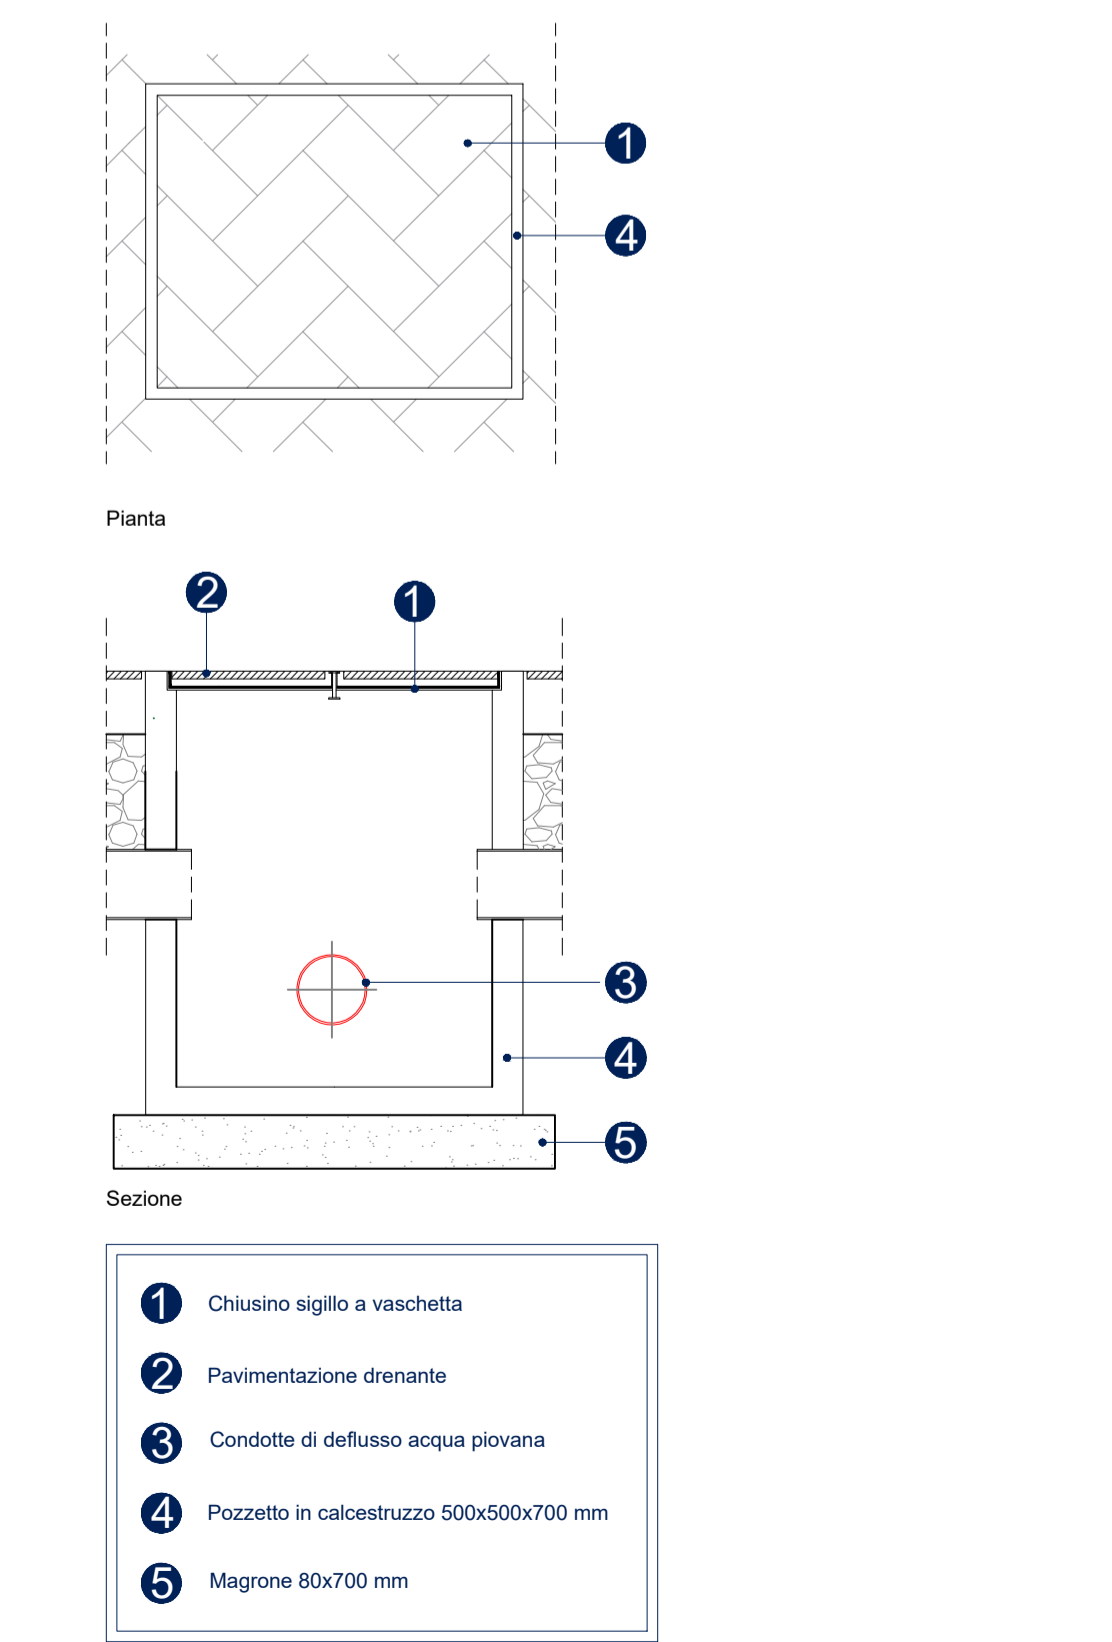 1
4
Pianta
2
1
3
4
5
Sezione
1 Chiusino sigillo a vaschetta
2 Pavimentazione drenante
3 Condotte di deflusso acqua piovana
4 Pozzetto in calcestruzzo 500x500x700 mm
5 Magrone 80x700 mm